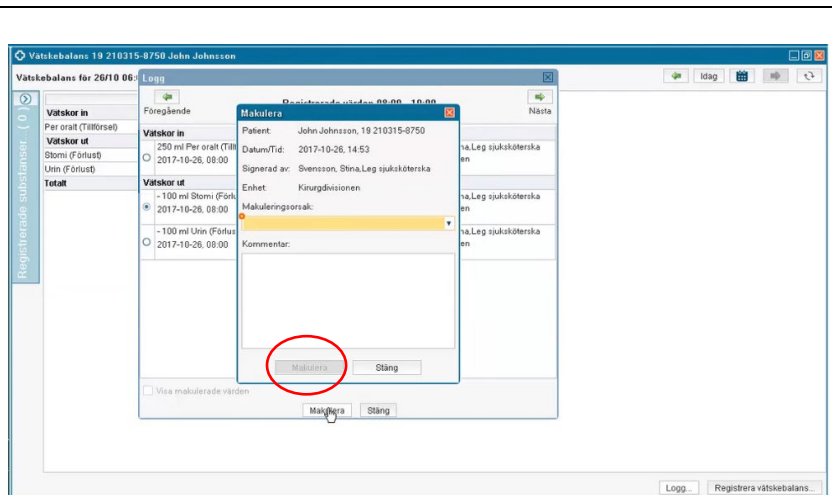 Vätskebalans 19 210315-8750 John Johnsson
Vätskebalans för 26/10 06:
Idag
Registrerade substanser... ( 0 )
Vätskor in
Per oralt (Tillförsel)
Vätskor ut
Stomi (Förlust)
Urin (Förlust)
Totalt
Logg
Föregående
Registrerade värden 08:00 - 10:00
Nästa
Vätskor in
250 ml Per oralt (Till
2017-10-26, 08:00
na,Leg sjuksköterska
en
Vätskor ut
-100 ml Stomi (Förlu
2017-10-26, 08:00
na,Leg sjuksköterska
en
-100 ml Urin (Förlus
2017-10-26, 08:00
na,Leg sjuksköterska
en
Visa makulerade värden
Makulera
Stäng
Makulera
Patient: John Johnsson, 19 210315-8750
Datum/Tid: 2017-10-26, 14:53
Signerad av: Svensson, Stina,Leg sjuksköterska
Enhet: Kirurgdivisionen
Makuleringsorsak:
Kommentar:
Makulera
Stäng
Logg...
Registrera vätskebalans...